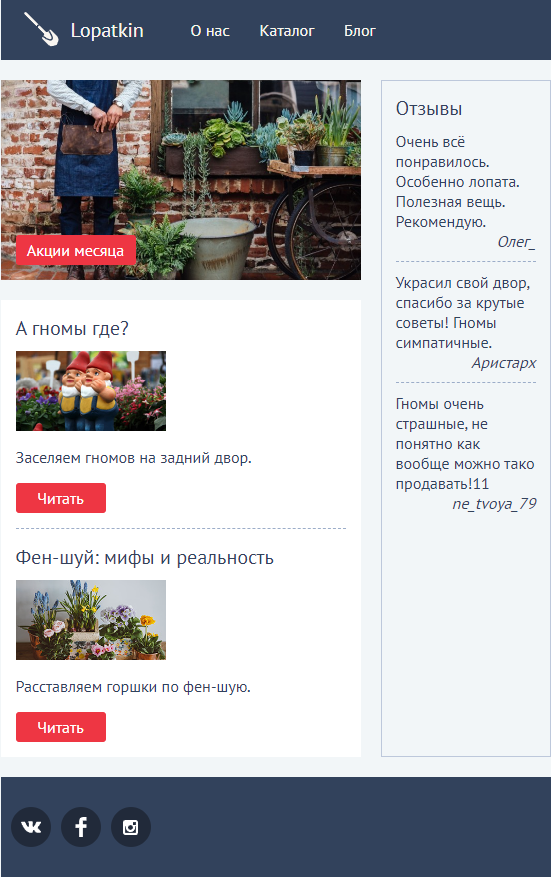 Lopatkin
О нас
Каталог
Блог
Акции месяца
А гномы где?
Заселяем гномов на задний двор.
Читать
Фен-шуй: мифы и реальность
Расставляем горшки по фен-шую.
Читать
Отзывы
Очень всё
понравилось.
Особенно лопата.
Полезная вещь.
Рекомендую.
Олег_
Украсил свой двор,
спасибо за крутые
советы! Гномы
симпатичные.
Аристарх
Гномы очень
страшные, не
понятно как
вообще можно тако
продавать!11
ne_tvoya_79